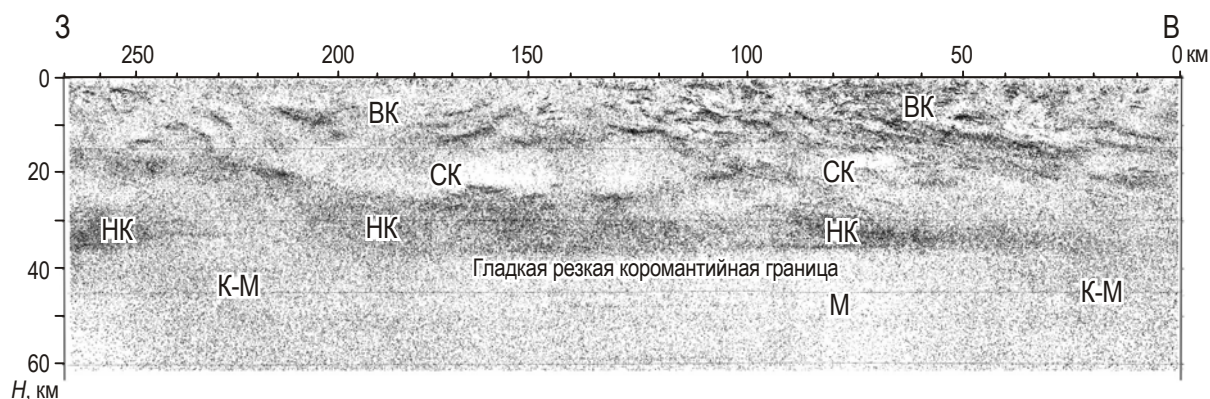 З В
250 200 150 100 50 0 км
0
ВК ВК
20 СК СК
НК НК НК
40 Гладкая резкая коромантийная граница
К-М К-М
М
60
H, км